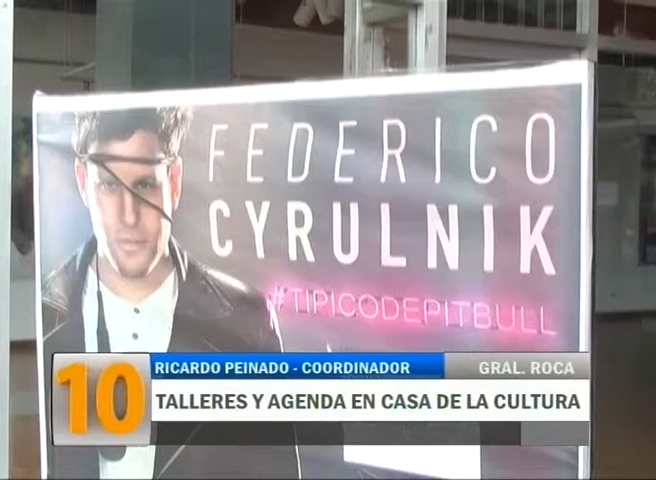 FEDERICO
CYRULNIK
#TIPICODEPITBULL
10
RICARDO PEINADO - COORDINADOR
GRAL. ROCA
TALLERES Y AGENDA EN CASA DE LA CULTURA